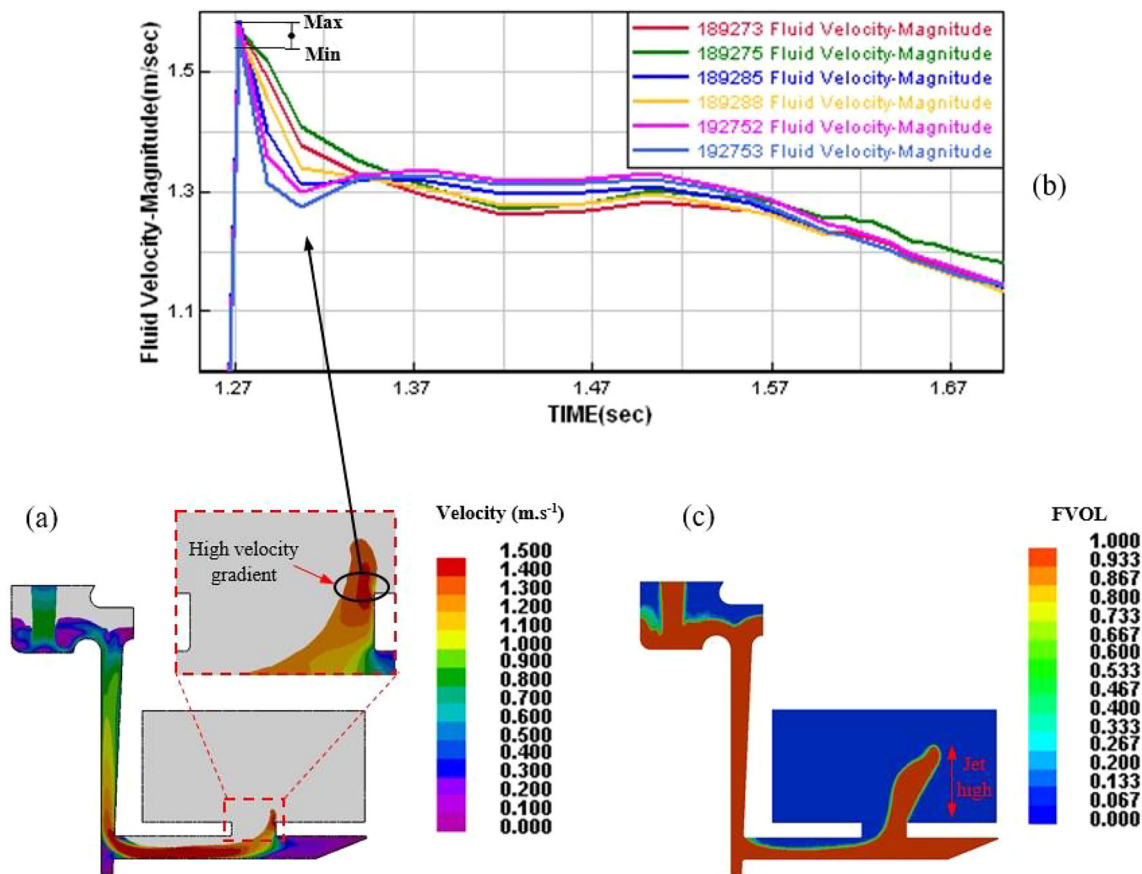 Max
Min
189273 Fluid Velocity-Magnitude
189275 Fluid Velocity-Magnitude
189285 Fluid Velocity-Magnitude
189288 Fluid Velocity-Magnitude
192752 Fluid Velocity-Magnitude
192753 Fluid Velocity-Magnitude
Fluid Velocity-Magnitude(m/sec)
1.5
1.3
1.1
1.27
1.37
1.47
1.57
1.67
TIME(sec)
(b)
(a)
High velocity
gradient
Velocity (m.s-1)
1.500
1.400
1.300
1.200
1.100
1.000
0.900
0.800
0.700
0.600
0.500
0.400
0.300
0.200
0.100
0.000
(c)
Jet
high
FVOL
1.000
0.933
0.867
0.800
0.733
0.667
0.600
0.533
0.467
0.400
0.333
0.267
0.200
0.133
0.067
0.000